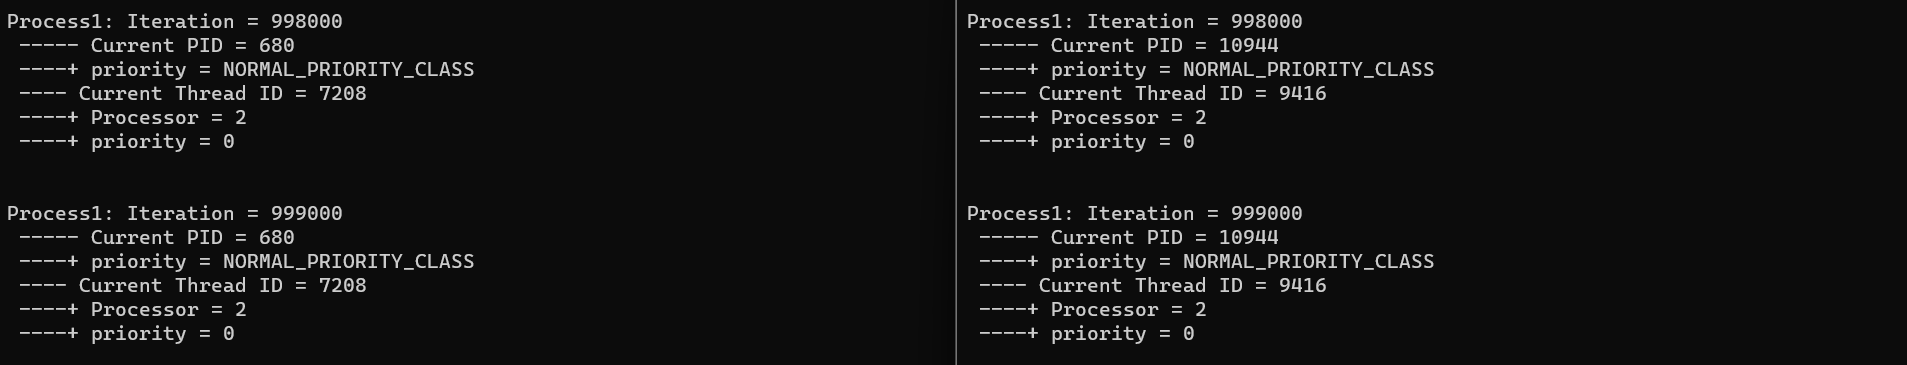 Process1: Iteration = 998000
 ----- Current PID = 680
 ----+ priority = NORMAL_PRIORITY_CLASS
 ---- Current Thread ID = 7208
 ----+ Processor = 2
 ----+ priority = 0
Process1: Iteration = 999000
 ----- Current PID = 680
 ----+ priority = NORMAL_PRIORITY_CLASS
 ---- Current Thread ID = 7208
 ----+ Processor = 2
 ----+ priority = 0
Process1: Iteration = 998000
 ----- Current PID = 10944
 ----+ priority = NORMAL_PRIORITY_CLASS
 ---- Current Thread ID = 9416
 ----+ Processor = 2
 ----+ priority = 0
Process1: Iteration = 999000
 ----- Current PID = 10944
 ----+ priority = NORMAL_PRIORITY_CLASS
 ---- Current Thread ID = 9416
 ----+ Processor = 2
 ----+ priority = 0